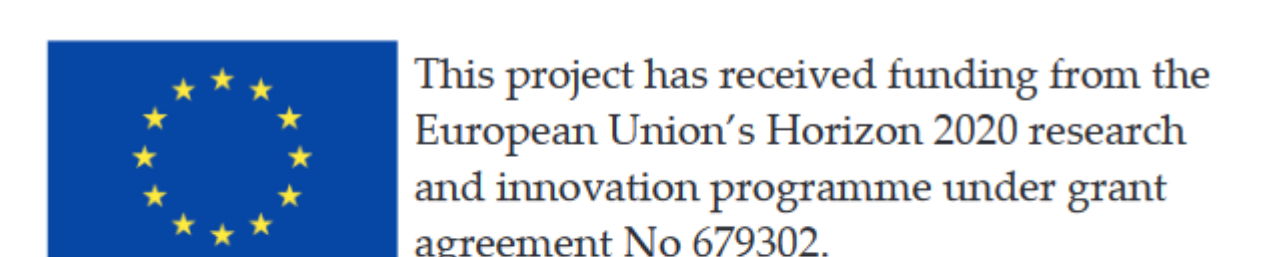 This project has received funding from the
European Union’s Horizon 2020 research
and innovation programme under grant
agreement No 679302.